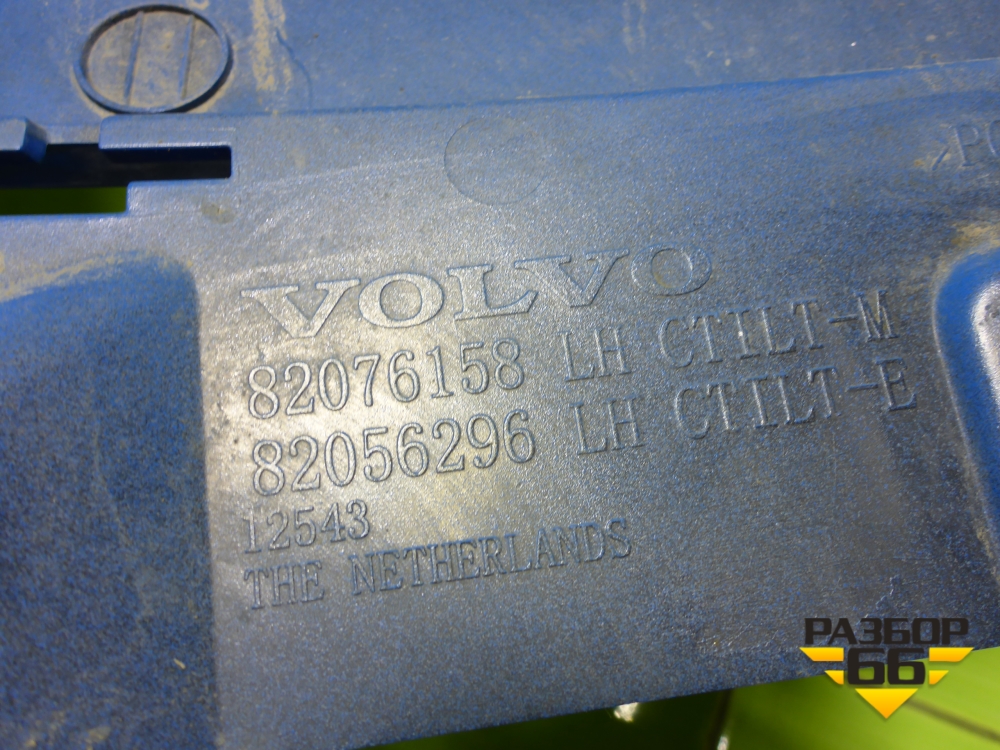 VOLVO
82076158 LH CTILT-M
82056296 LH CTILT-E
12543
THE NETHERLANDS
РАЗБОР
66